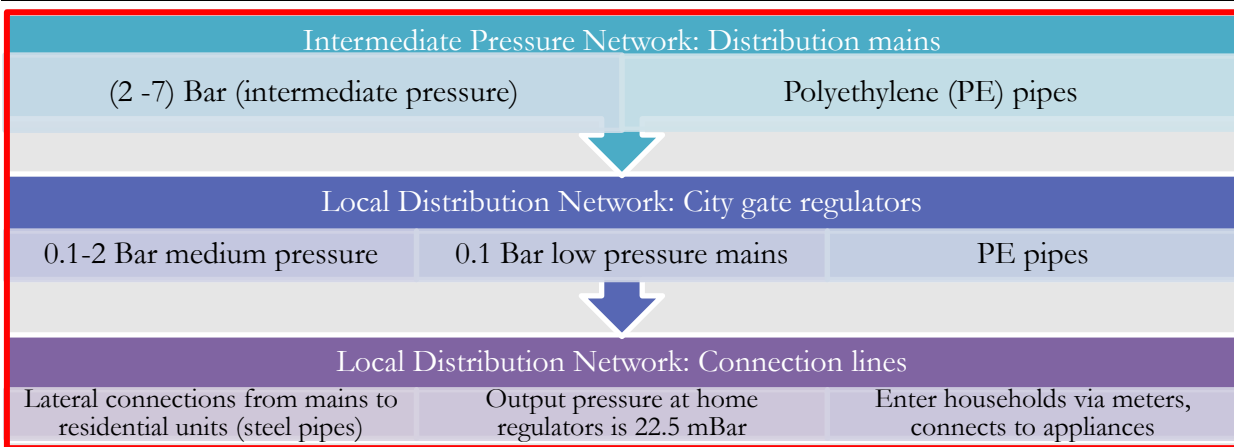 Intermediate Pressure Network: Distribution mains
(2 -7) Bar (intermediate pressure)
Polyethylene (PE) pipes
Local Distribution Network: City gate regulators
0.1-2 Bar medium pressure
0.1 Bar low pressure mains
PE pipes
Local Distribution Network: Connection lines
Lateral connections from mains to
residential units (steel pipes)
Output pressure at home
regulators is 22.5 mBar
Enter households via meters,
connects to appliances